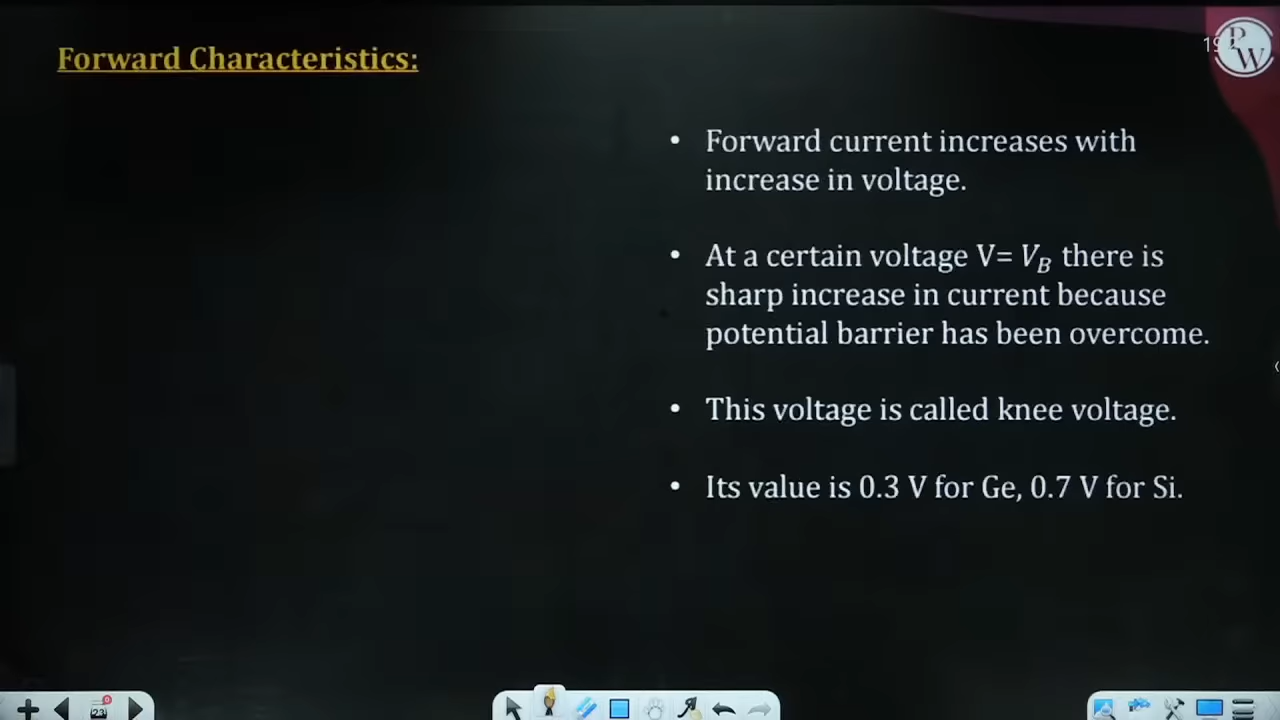 Forward Characteristics:
PW
• Forward current increases with
increase in voltage.
• At a certain voltage V= V_B there is
sharp increase in current because
potential barrier has been overcome.
• This voltage is called knee voltage.
• Its value is 0.3 V for Ge, 0.7 V for Si.
23